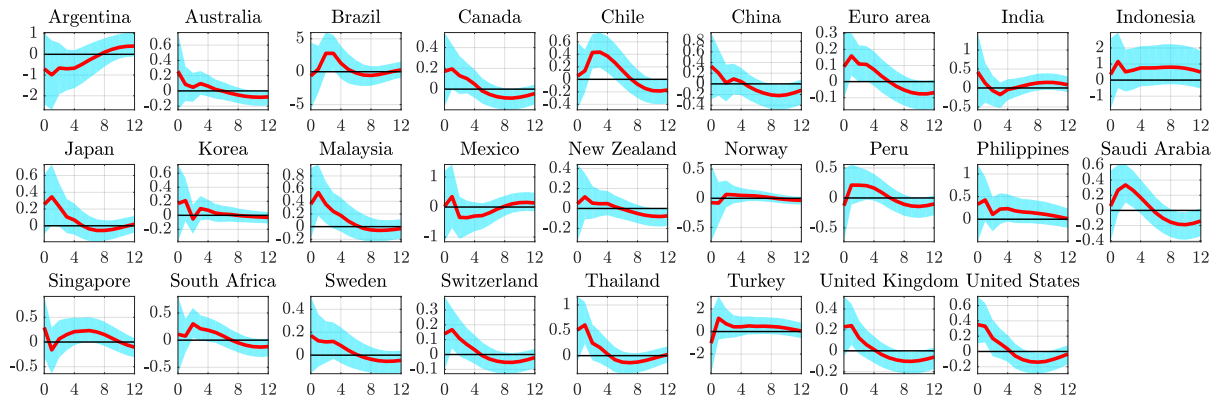 Argentina Australia Brazil Canada Chile China Euro area India Indonesia
1 0 -1 -2 0 4 8 12
0.6 0.4 0.2 0 -0.2 0 4 8 12
5 0 -5 0 4 8 12
0.4 0.2 0 0 4 8 12
0.6 0.4 0.2 0 -0.2 -0.4 0 4 8 12
0.8 0.6 0.4 0.2 0 -0.2 0 4 8 12
0.3 0.2 0.1 0 -0.1 0 4 8 12
1 0.5 0 -0.5 0 4 8 12
2 1 0 -1 0 4 8 12
Japan Korea Malaysia Mexico New Zealand Norway Peru Philippines Saudi Arabia
0.6 0.4 0.2 0 0 4 8 12
0.6 0.4 0.2 0 -0.2 0 4 8 12
0.8 0.6 0.4 0.2 0 -0.2 0 4 8 12
1 0 -1 0 4 8 12
0.4 0.2 0 -0.2 -0.4 0 4 8 12
0.5 0 -0.5 0 4 8 12
0.5 0 -0.5 0 4 8 12
1 0.5 0 0 4 8 12
0.6 0.4 0.2 0 -0.2 -0.4 0 4 8 12
Singapore South Africa Sweden Switzerland Thailand Turkey United Kingdom United States
0.5 0 -0.5 0 4 8 12
0.5 0 -0.5 0 4 8 12
0.4 0.2 0 0 4 8 12
0.3 0.2 0.1 0 0 4 8 12
1 0.5 0 0 4 8 12
2 0 -2 0 4 8 12
0.4 0.2 0 -0.2 0 4 8 12
0.6 0.4 0.2 0 -0.2 0 4 8 12